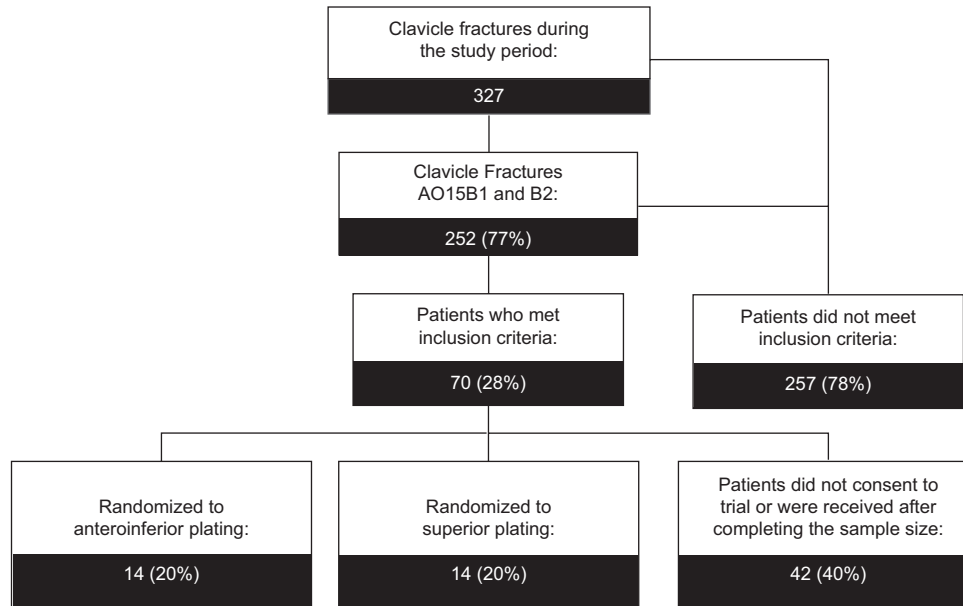 Clavicle fractures during
the study period:
327
Clavicle Fractures
AO15B1 and B2:
252 (77%)
Patients who met
inclusion criteria:
70 (28%)
Patients did not meet
inclusion criteria:
257 (78%)
Randomized to
anteroinferior plating:
14 (20%)
Randomized to
superior plating:
14 (20%)
Patients did not consent to
trial or were received after
completing the sample size:
42 (40%)